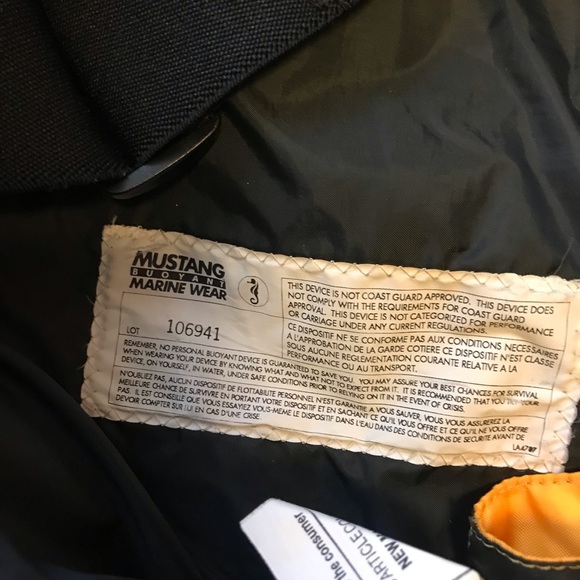 MUSTANG
BUOYANT
MARINE WEAR
LOT 106941
THIS DEVICE IS NOT COAST GUARD APPROVED. THIS DEVICE DOES
NOT COMPLY WITH THE REQUIREMENTS FOR COAST GUARD
APPROVAL. THIS DEVICE IS NOT CATEGORIZED FOR PERFORMANCE
OR CARRIAGE UNDER ANY CURRENT REGULATIONS.
CE DISPOSITIF NE SE CONFORME PAS AUX CONDITIONS NECESSAIRES
A L'APPROBATION DE LA GARDE COTIERE CE DISPOSITIF N'EST CLASSE
SOUS AUCUNE REGLEMENTATION COURANTE RELATIVE A LA
PERFORMANCE OU AU TRANSPORT.
REMEMBER, NO PERSONAL BUOYANT DEVICE IS GUARANTEED TO SAVE YOU. YOU MAY ASSURE YOUR BEST CHANCES FOR SURVIVAL
WHEN WEARING YOUR DEVICE BY KNOWING WHAT AND WHAT NOT TO EXPECT FROM IT. IT IS RECOMMENDED THAT YOU TRY YOUR
DEVICE, ON YOURSELF, IN WATER, UNDER SAFE CONDITIONS PRIOR TO RELYING ON IT IN THE EVENT OF CRISIS.
N'OUBLIEZ PAS, AUCUN DISPOSITIF DE FLOTTABILITE PERSONNEL N'EST GARANTIE A VOUS SAUVER, VOUS VOUS ASSUREREZ LA
MEILLEURE CHANCE DE SURVIVRE EN PORTANT VOTRE DISPOSITIF ET EN SACHANT CE QU'IL VOUS OFFRE ET CE QU'IL NE VOUS OFFRE
PAS. IL EST CONSEILLE QUE VOUS ESSAYIEZ VOUS-MEME LE DISPOSITIF DANS L'EAU DANS DES CONDITIONS DE SECURITE AVANT DE
DEVOIR COMPTER SUR LUI EN CAS D'UNE CRISE.
the consumer
ARTICLE
NEW